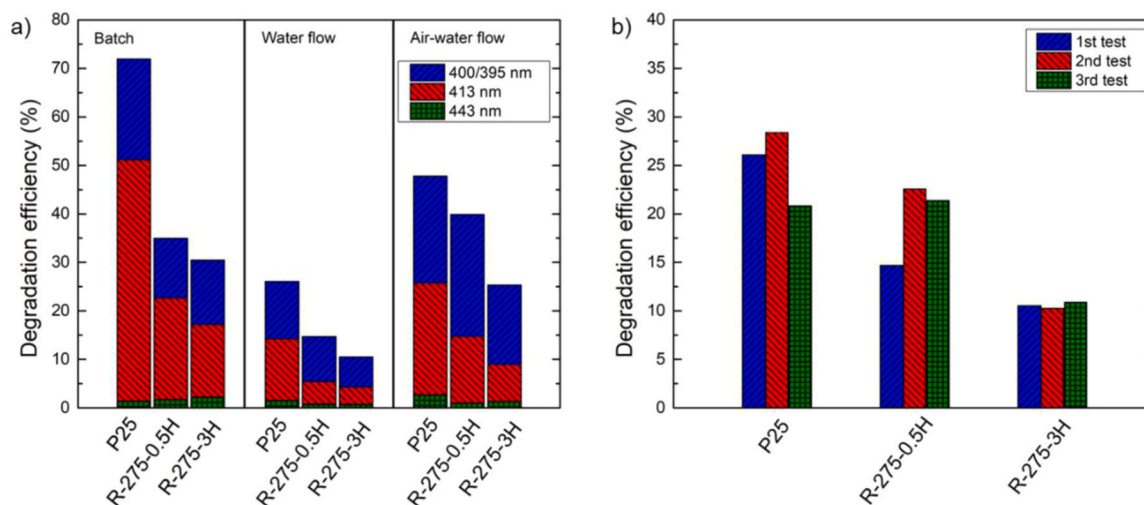 a)
Degradation efficiency (%)
80
70
60
50
40
30
20
10
0
Batch
Water flow
Air-water flow
400/395 nm
413 nm
443 nm
P25
R-275-0.5H
R-275-3H
P25
R-275-0.5H
R-275-3H
P25
R-275-0.5H
R-275-3H
b)
Degradation efficiency (%)
40
35
30
25
20
15
10
5
0
1st test
2nd test
3rd test
P25
R-275-0.5H
R-275-3H